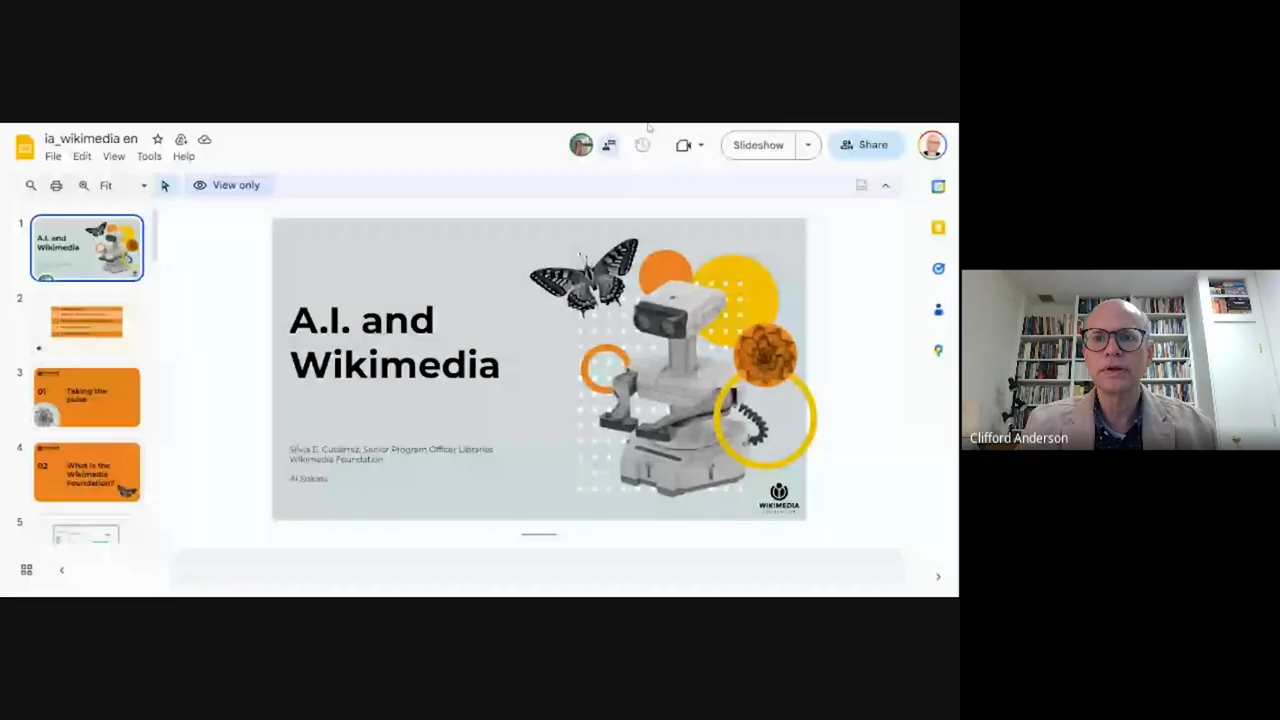 ia_wikimedia en
File Edit View Tools Help
Slideshow
Share
Fit
View only
1
A.I. and
Wikimedia
2
3
01
Taking the
pulse
4
02
What is the
Wikimedia
Foundation?
5
A.I. and
Wikimedia
Silvia E. Gutiérrez, Senior Program Officer Libraries
Wikimedia Foundation
WIKIMEDIA
Clifford Anderson